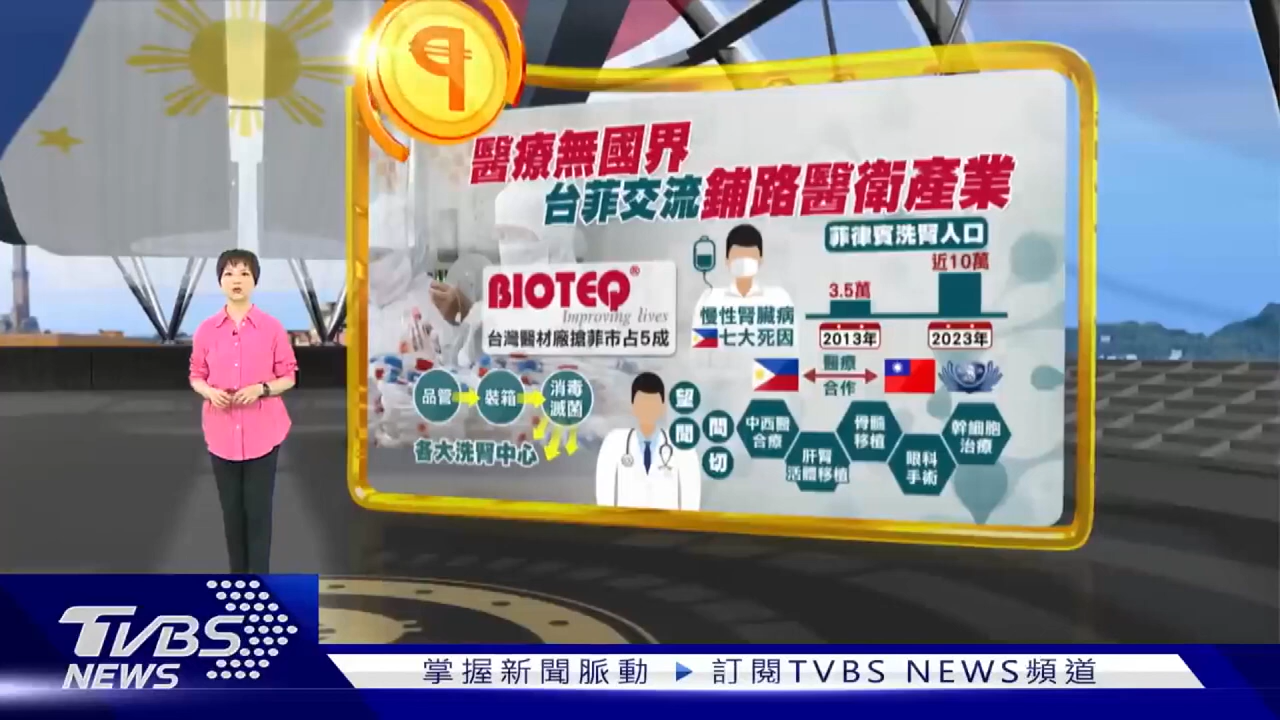 醫療無國界
台菲交流鋪路醫衛產業
BIOTEQ®
Improving lives
台灣醫材廠搶菲市占5成
品管
裝箱
消毒
滅菌
各大洗腎中心
慢性腎臟病
七大死因
菲律賓洗腎人口
近10萬
3.5萬
2013年
2023年
醫療
合作
望
聞
問
切
中西醫
合療
肝腎
活體移植
骨髓
移植
眼科
手術
幹細胞
治療
TVBS
NEWS
掌握新聞脈動
訂閱TVBS NEWS頻道